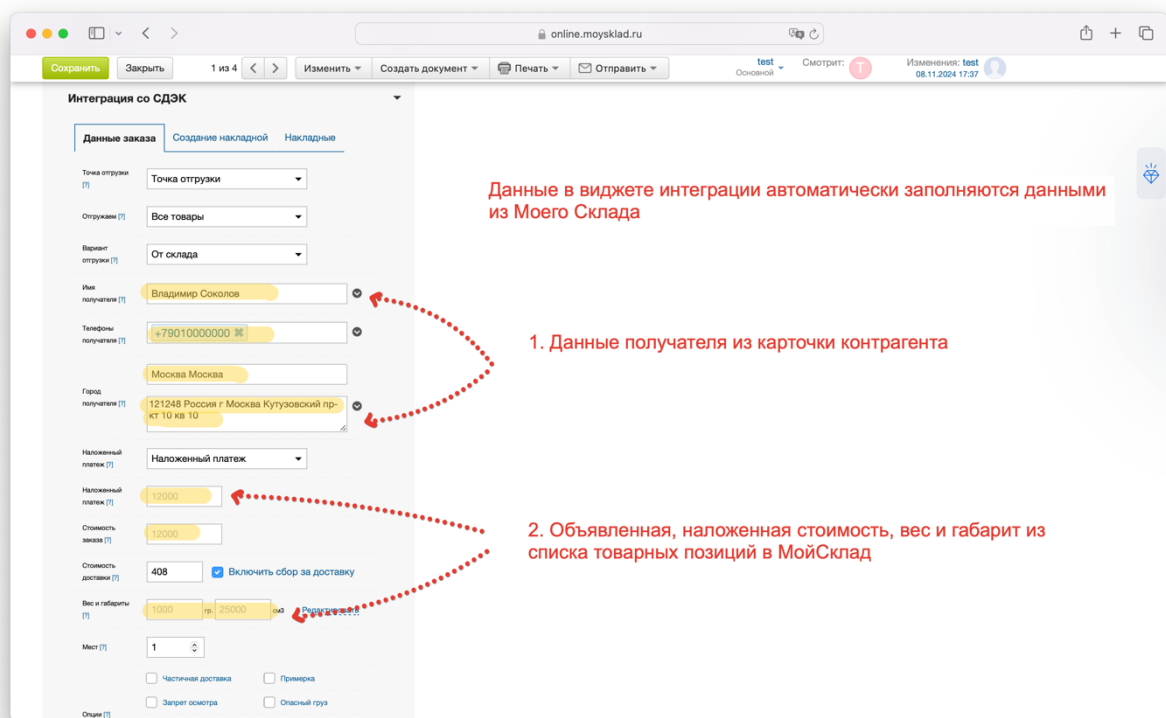 online.moysklad.ru
Сохранить Закрыть 1 из 4 Изменить Создать документ Печать Отправить test Основной Смотрит: T Изменения: test 08.11.2024 17:37
Интеграция со СДЭК
Данные заказа Создание накладной Накладные
Точка отгрузки [?] Точка отгрузки
Данные в виджете интеграции автоматически заполняются данными
из Моего Склада
Отгружаем [?] Все товары
Вариант отгрузки [?] От склада
Имя получателя [?] Владимир Соколов
Телефоны получателя [?] +79010000000
1. Данные получателя из карточки контрагента
Москва Москва
Город получателя [?]
121248 Россия г Москва Кутузовский пр-
кт 10 кв 10
Наложенный платеж [?] Наложенный платеж
Наложенный платеж [?] 12000
2. Объявленная, наложенная стоимость, вес и габарит из
списка товарных позиций в МойСклад
Стоимость заказа [?] 12000
Стоимость доставки [?] 408 Включить сбор за доставку
Вес и габариты [?] 1000 гр. 25000 см3 Редактировать
Мест [?] 1
Частичная доставка Примерка
Запрет осмотра Опасный груз
Опции [?]